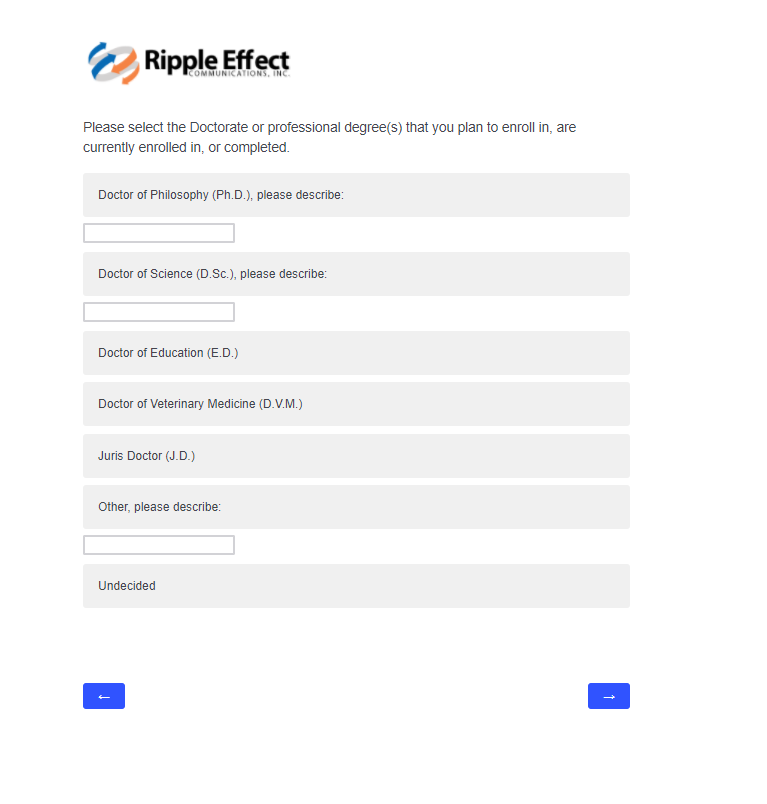 Ripple Effect
COMMUNICATIONS, INC.
Please select the Doctorate or professional degree(s) that you plan to enroll in, are
currently enrolled in, or completed.
Doctor of Philosophy (Ph.D.), please describe:
Doctor of Science (D.Sc.), please describe:
Doctor of Education (E.D.)
Doctor of Veterinary Medicine (D.V.M.)
Juris Doctor (J.D.)
Other, please describe:
Undecided
← →